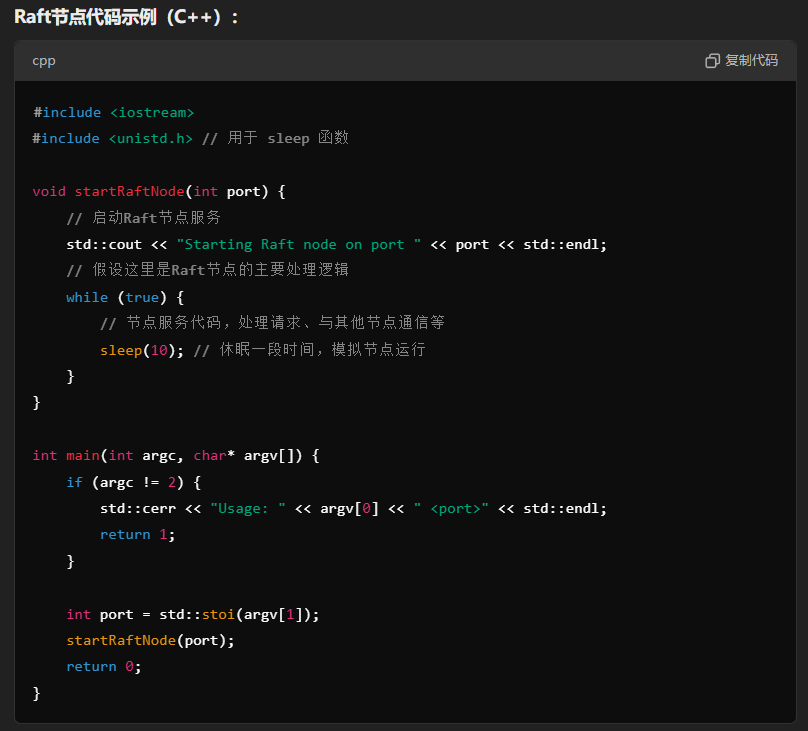 Raft节点代码示例（C++）：
cpp 复制代码
#include <iostream>
#include <unistd.h> // 用于 sleep 函数

void startRaftNode(int port) {
    // 启动Raft节点服务
    std::cout << "Starting Raft node on port " << port << std::endl;
    // 假设这里是Raft节点的主要处理逻辑
    while (true) {
        // 节点服务代码，处理请求、与其他节点通信等
        sleep(10); // 休眠一段时间，模拟节点运行
    }
}

int main(int argc, char* argv[]) {
    if (argc != 2) {
        std::cerr << "Usage: " << argv[0] << " <port>" << std::endl;
        return 1;
    }

    int port = std::stoi(argv[1]);
    startRaftNode(port);
    return 0;
}